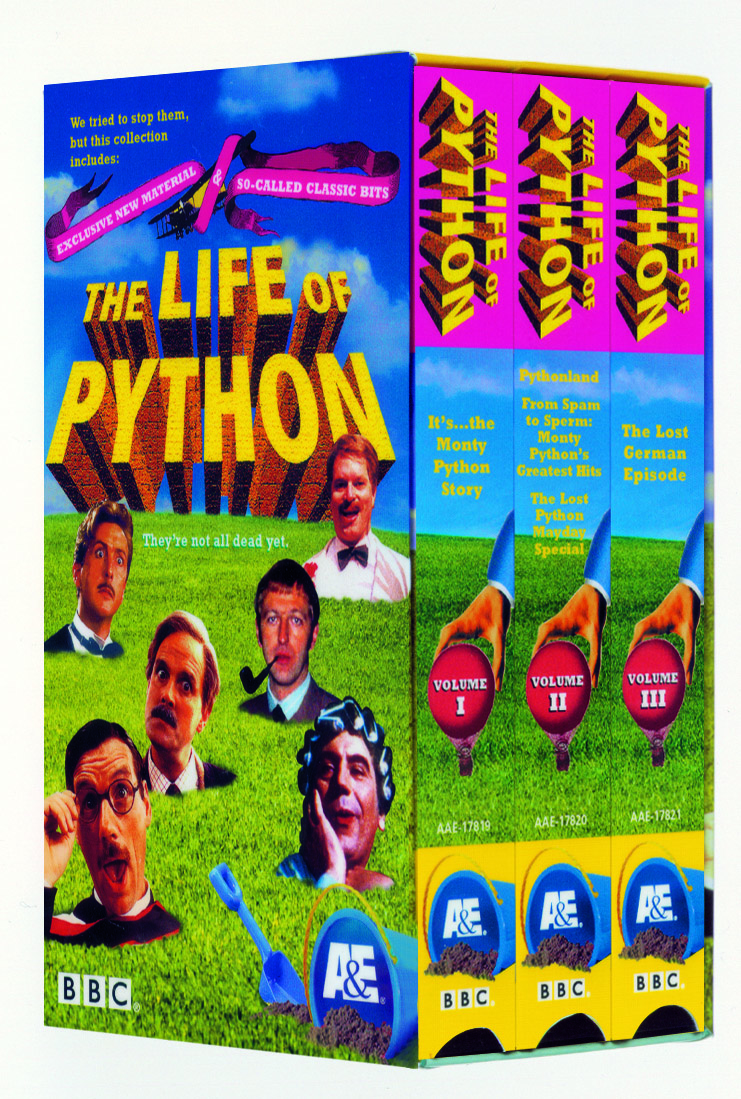 We tried to stop them,
but this collection
includes:
EXCLUSIVE NEW MATERIAL
&
SO-CALLED CLASSIC BITS
THE LIFE OF
PYTHON
They're not all dead yet.
BBC
A&E
THE LIFE OF
PYTHON
It's...the
Monty
Python
Story
VOLUME
I
AAE-17819
A&E
BBC
THE LIFE OF
PYTHON
Pythonland
From Spam
to Sperm:
Monty
Python's
Greatest Hits
The Lost
Python
Mayday
Special
VOLUME
II
AAE-17820
A&E
BBC
THE LIFE OF
PYTHON
The Lost
German
Episode
VOLUME
III
AAE-17821
A&E
BBC